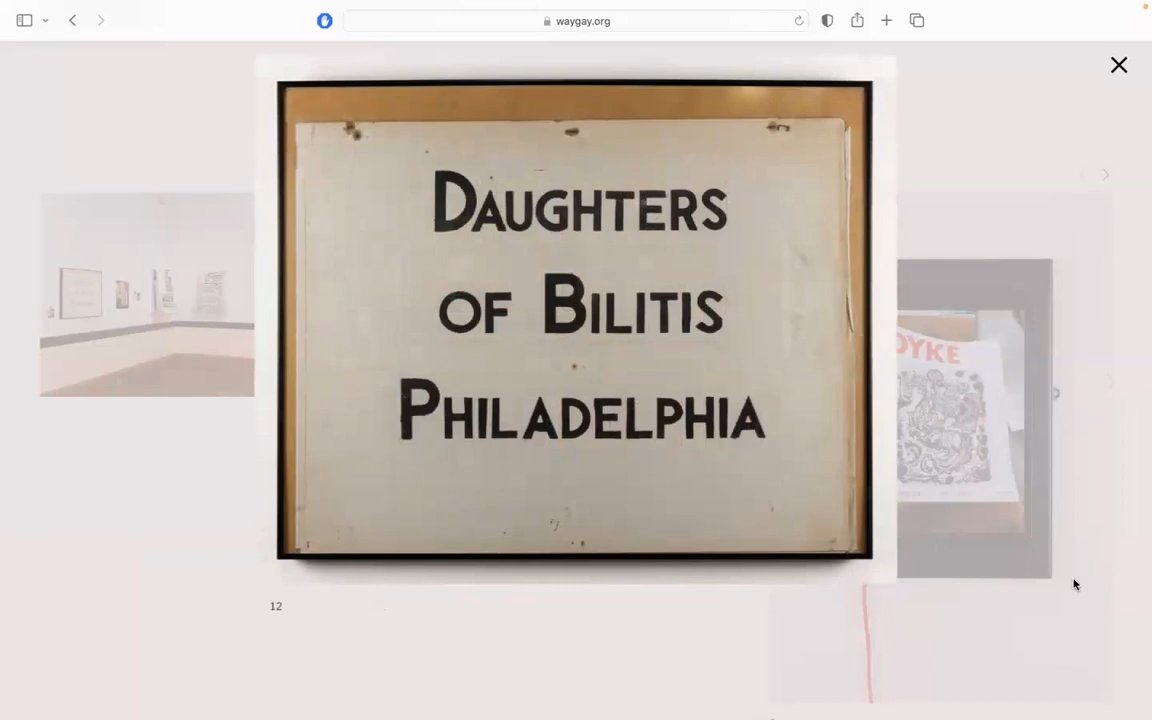 waygay.org
DAUGHTERS
OF BILITIS
PHILADELPHIA
DYKE
12